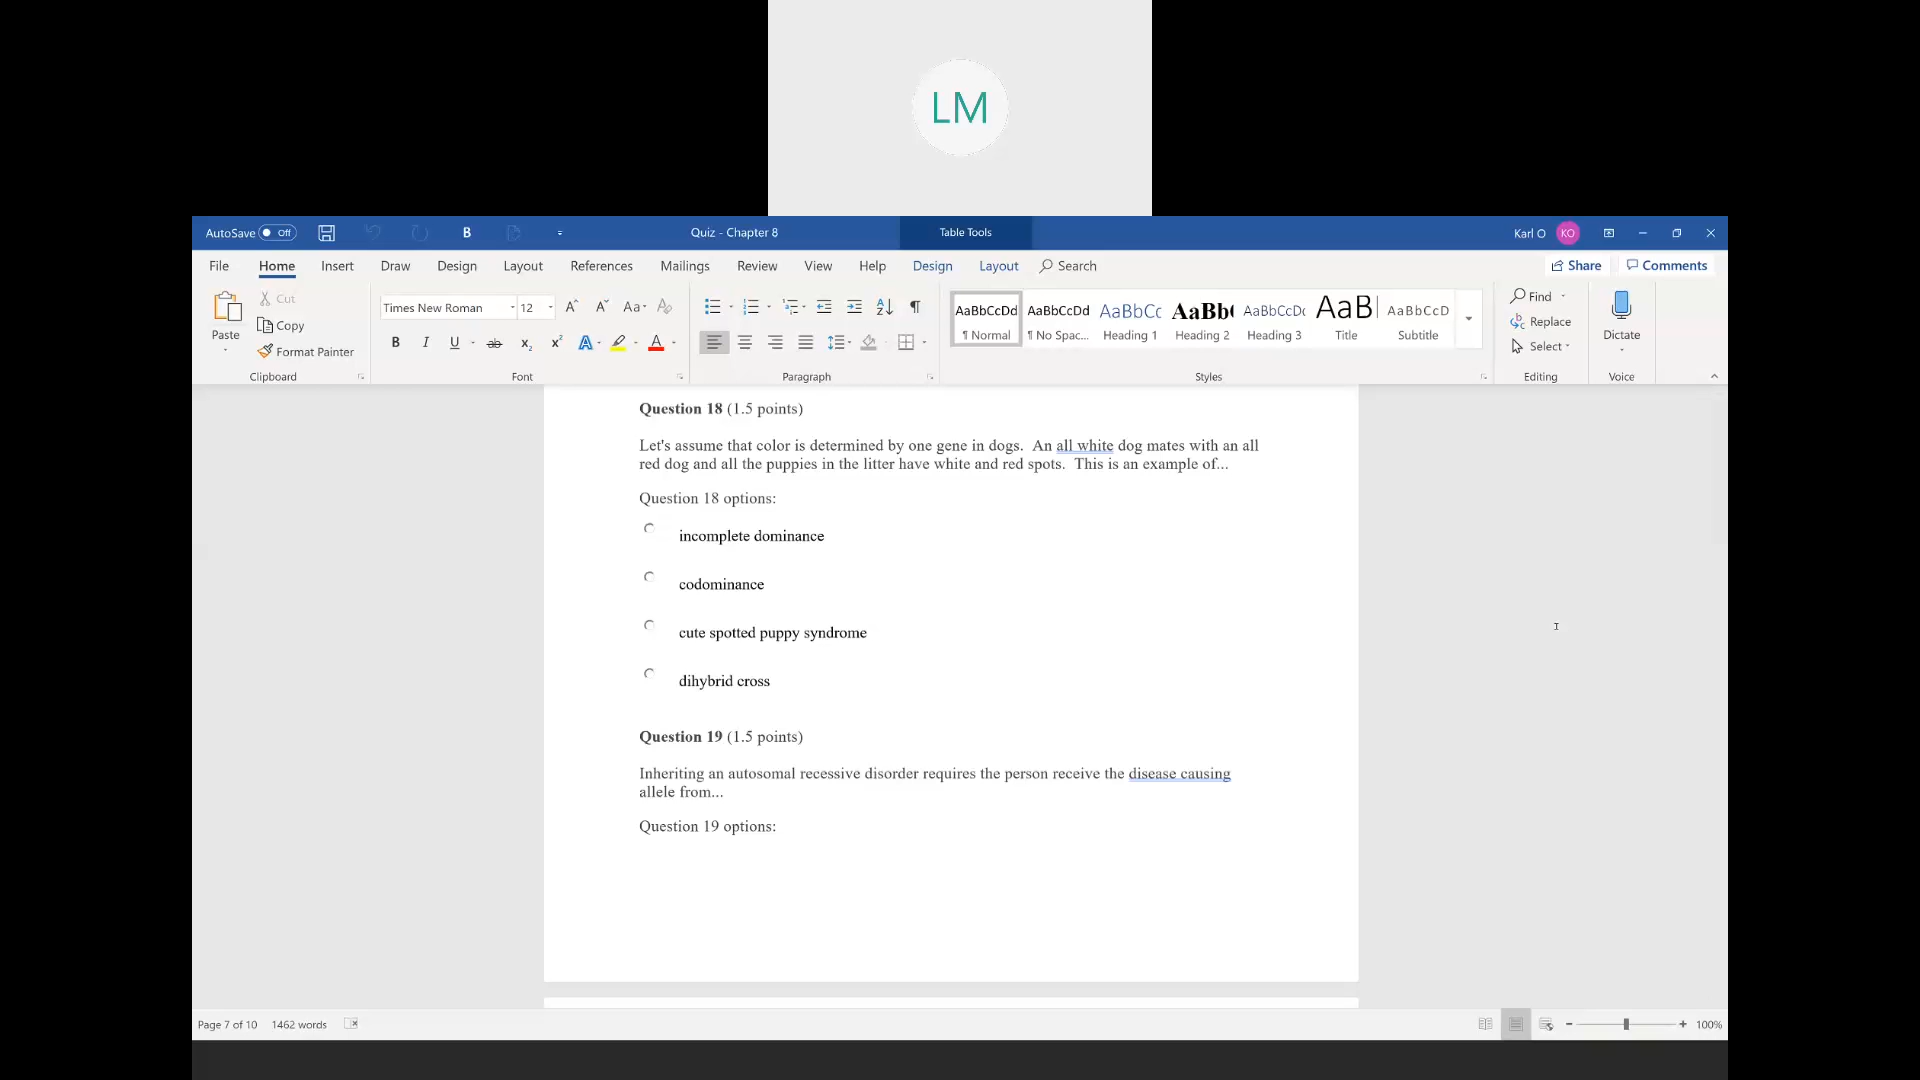 LM
AutoSave Off B Quiz - Chapter 8 Table Tools Karl O KO
File Home Insert Draw Design Layout References Mailings Review View Help Design Layout Search Share Comments
Paste Cut Copy Format Painter Clipboard
Times New Roman 12 Aa B I U ab x₂ x² A A Font
Paragraph
AaBbCcDd AaBbCcDd AaBbCc AaBbC AaBbCcDc AaB AaBbCcD
¶ Normal ¶ No Spac... Heading 1 Heading 2 Heading 3 Title Subtitle
Styles
Find Replace Select Editing
Dictate Voice
Question 18 (1.5 points)
Let's assume that color is determined by one gene in dogs. An all white dog mates with an all
red dog and all the puppies in the litter have white and red spots. This is an example of...
Question 18 options:
incomplete dominance
codominance
cute spotted puppy syndrome
dihybrid cross
Question 19 (1.5 points)
Inheriting an autosomal recessive disorder requires the person receive the disease causing
allele from...
Question 19 options:
Page 7 of 10 1462 words 100%